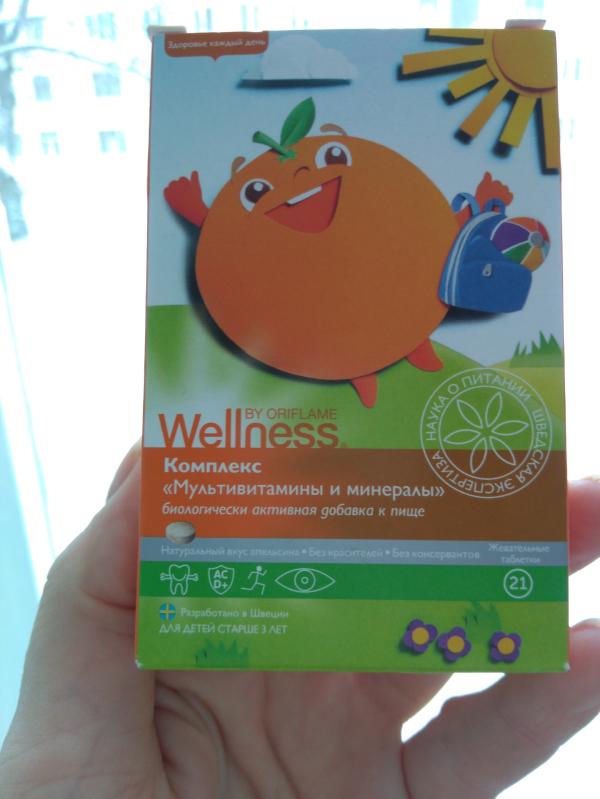 Здоровье каждый день
Wellness
BY ORIFLAME
НАУКА О ПИТАНИИ ШВЕДСКАЯ ЭКСПЕРТИЗА
Комплекс
«Мультивитамины и минералы»
биологически активная добавка к пище
Натуральный вкус апельсина • Без красителей • Без консервантов
Жевательные
таблетки
21
AC
D+
Разработано в Швеции
ДЛЯ ДЕТЕЙ СТАРШЕ 3 ЛЕТ